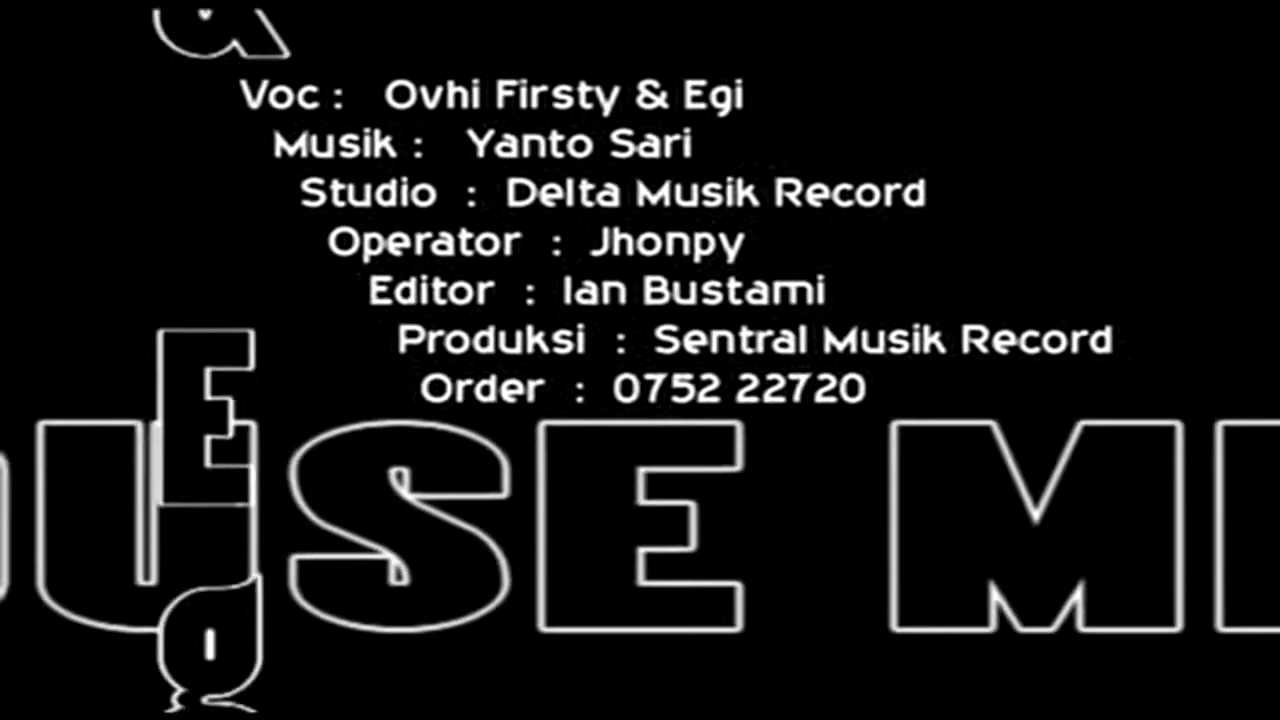 &
Voc : Ovhi Firsty & Egi
Musik : Yanto Sari
Studio : Delta Musik Record
Operator : Jhonpy
Editor : Ian Bustami
Produksi : Sentral Musik Record
Order : 0752 22720
E
g
OUSE M